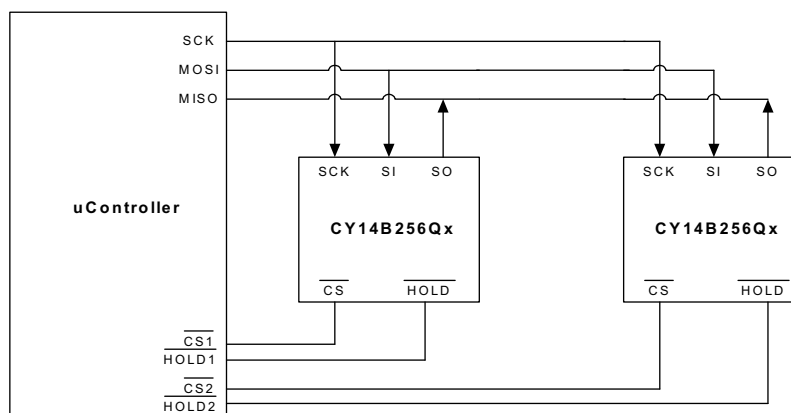 SCK
MOSI
MISO
SCK SI SO
SCK SI SO
uController
CY14B256Qx
CY14B256Qx
CS HOLD
CS HOLD
CS1
HOLD1
CS2
HOLD2